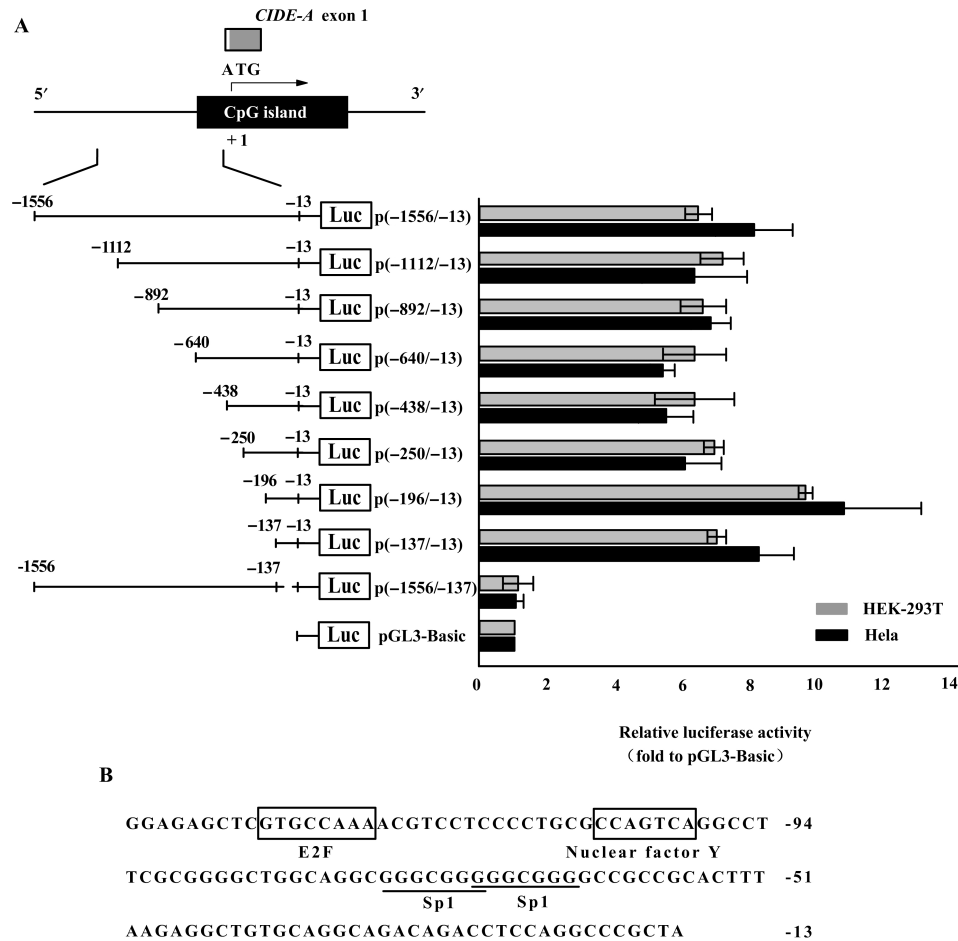 A
CIDE-A exon 1
ATG
5′ 3′
CpG island
+1
−1556 −13 Luc p(−1556/−13)
−1112 −13 Luc p(−1112/−13)
−892 −13 Luc p(−892/−13)
−640 −13 Luc p(−640/−13)
−438 −13 Luc p(−438/−13)
−250 −13 Luc p(−250/−13)
−196 −13 Luc p(−196/−13)
−137 −13 Luc p(−137/−13)
-1556 -137 Luc p(−1556/−137)
Luc pGL3-Basic
HEK-293T
Hela
0 2 4 6 8 10 12 14
Relative luciferase activity
（fold to pGL3-Basic）
B
GGAGAGCTCGTGCCAAAACGTCCTCCCCTGCGCCAGTCAGGCCT -94
E2F Nuclear factor Y
TCGCGGGGCTGGCAGGCGGGGCGGGGGCGGGGCCGCCGCACTTT -51
Sp1 Sp1
AAGAGGCTGTGCAGGCAGACAGACCTCCAGGCCCGCTA -13